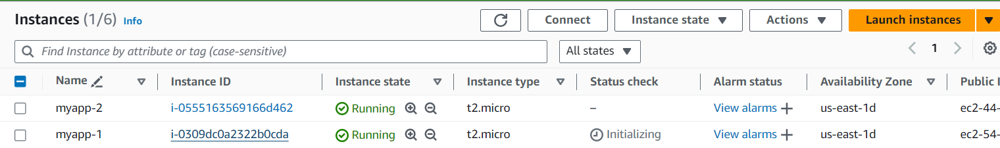 Instances (1/6) Info Connect Instance state Actions Launch instances
Find Instance by attribute or tag (case-sensitive) All states 1
Name Instance ID Instance state Instance type Status check Alarm status Availability Zone Public I
myapp-2 i-0555163569166d462 Running t2.micro – View alarms + us-east-1d ec2-44-
myapp-1 i-0309dc0a2322b0cda Running t2.micro Initializing View alarms + us-east-1d ec2-54-